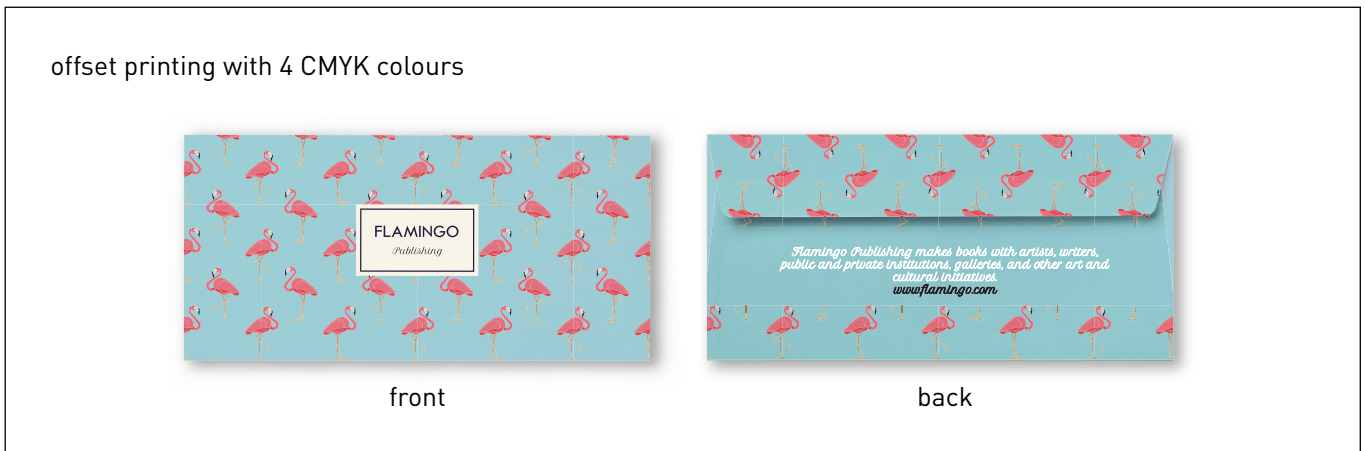 offset printing with 4 CMYK colours
FLAMINGO
Publishing
Flamingo Publishing makes books with artists, writers,
public and private institutions, galleries, and other art and
cultural initiatives.
www.flamingo.com
front
back